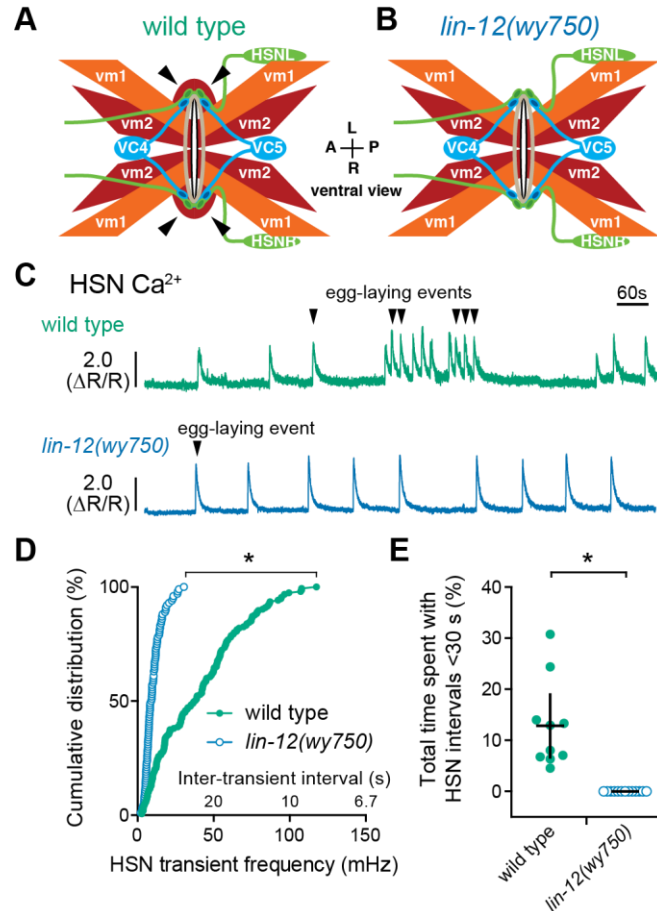 A
wild type
HSNL
vm1
vm1
vm2
vm2
VC4
VC5
vm2
vm2
vm1
vm1
HSNR
L
A
P
R
ventral view
B
lin-12(wy750)
HSNL
vm1
vm1
vm2
vm2
VC4
VC5
vm2
vm2
vm1
vm1
HSNR
C
HSN Ca²⁺
egg-laying events
60s
wild type
2.0
(ΔR/R)
egg-laying event
lin-12(wy750)
2.0
(ΔR/R)
D
*
Cumulative distribution (%)
100
50
0
wild type
lin-12(wy750)
Inter-transient interval (s)
20 10 6.7
0 50 100 150
HSN transient frequency (mHz)
E
*
Total time spent with
HSN intervals <30 s (%)
40
30
20
10
0
wild type
lin-12(wy750)